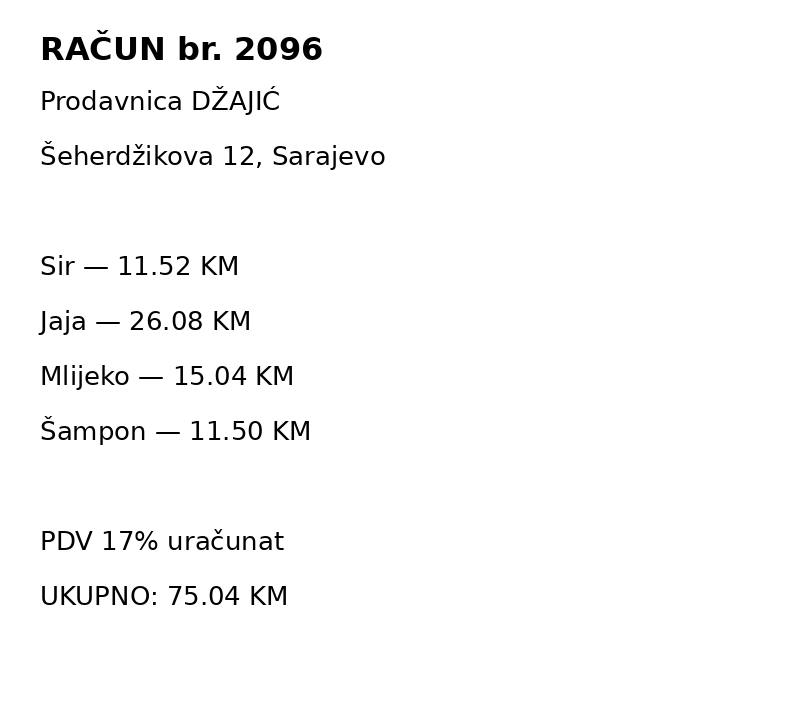 RAČUN br. 2096
Prodavnica DŽAJIĆ
Šeherdžikova 12, Sarajevo
Sir — 11.52 KM
Jaja — 26.08 KM
Mlijeko — 15.04 KM
Šampon — 11.50 KM
PDV 17% uračunat
UKUPNO: 75.04 KM